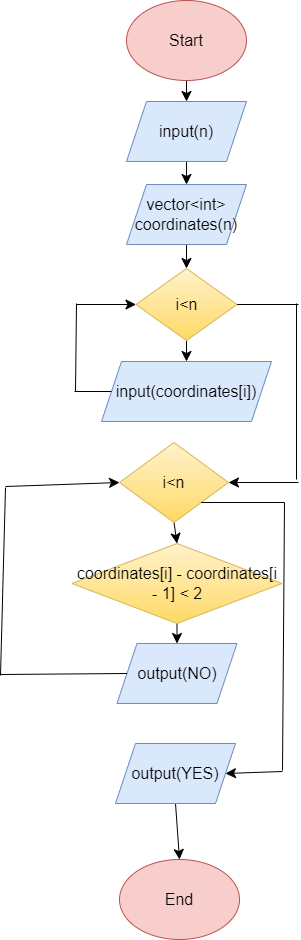 Start
input(n)
vector<int>
coordinates(n)
i<n
input(coordinates[i])
i<n
coordinates[i] - coordinates[i
- 1] < 2
output(NO)
output(YES)
End